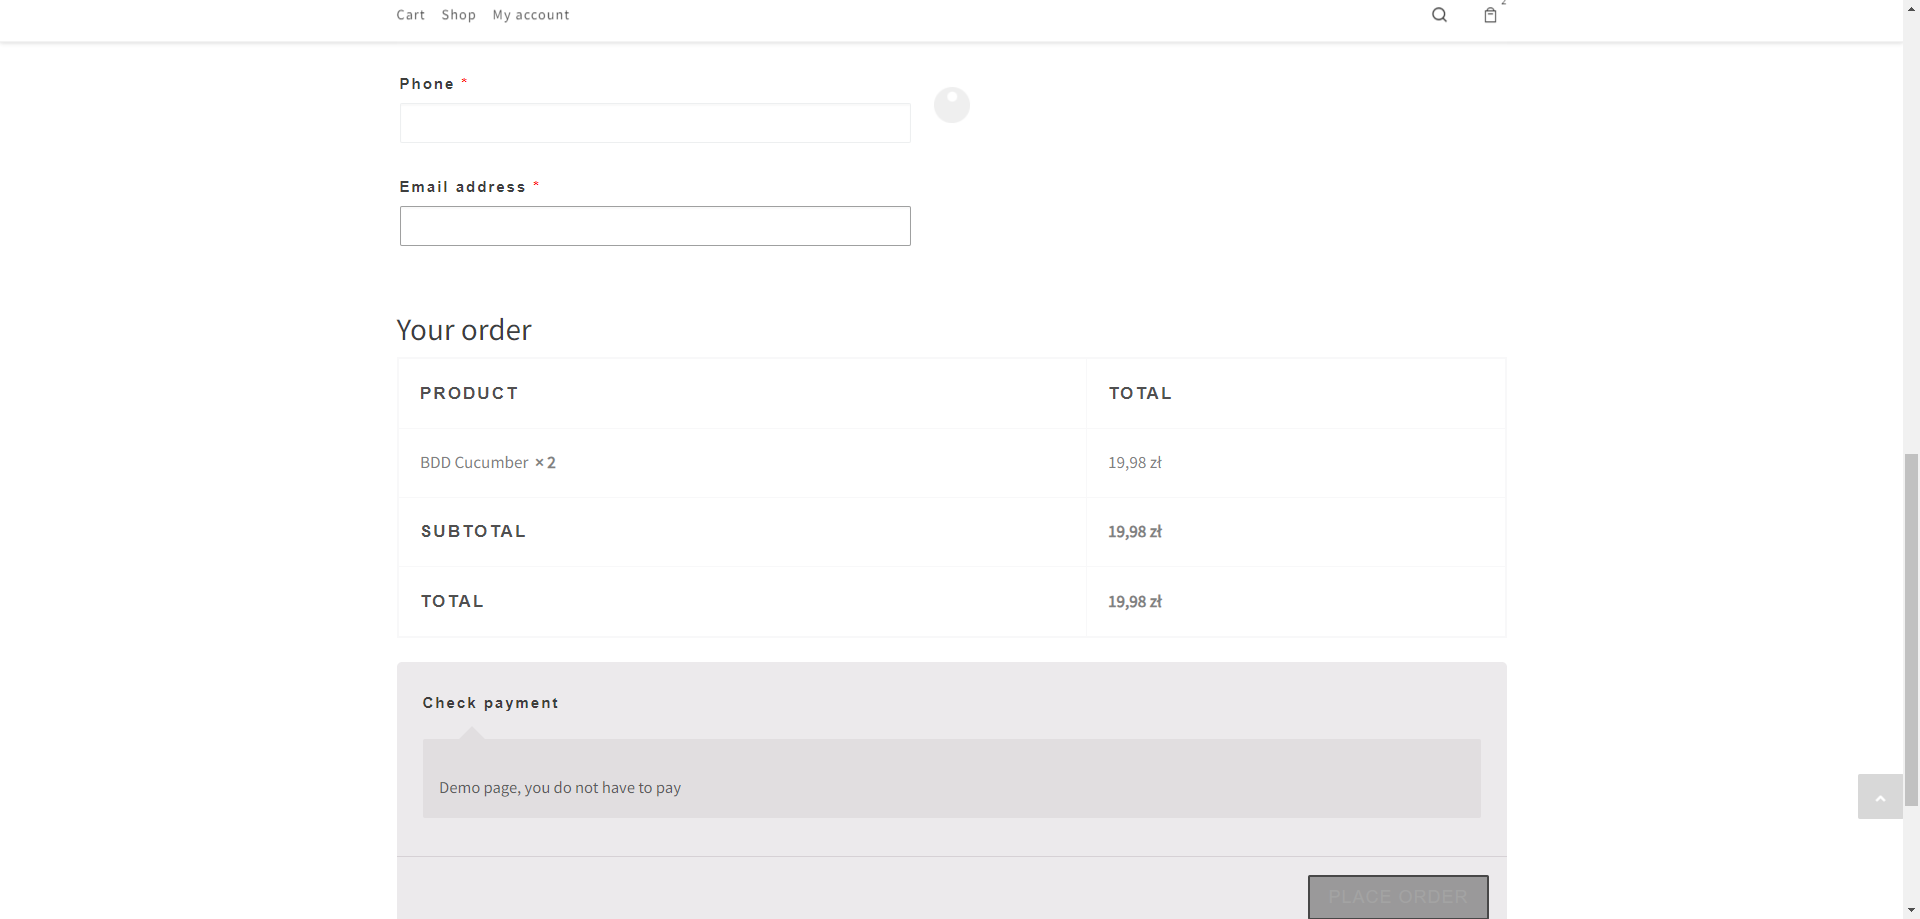 Cart Shop My account 2
Phone *
Email address *
Your order
PRODUCT TOTAL
BDD Cucumber × 2 19,98 zł
SUBTOTAL 19,98 zł
TOTAL 19,98 zł
Check payment
Demo page, you do not have to pay
PLACE ORDER